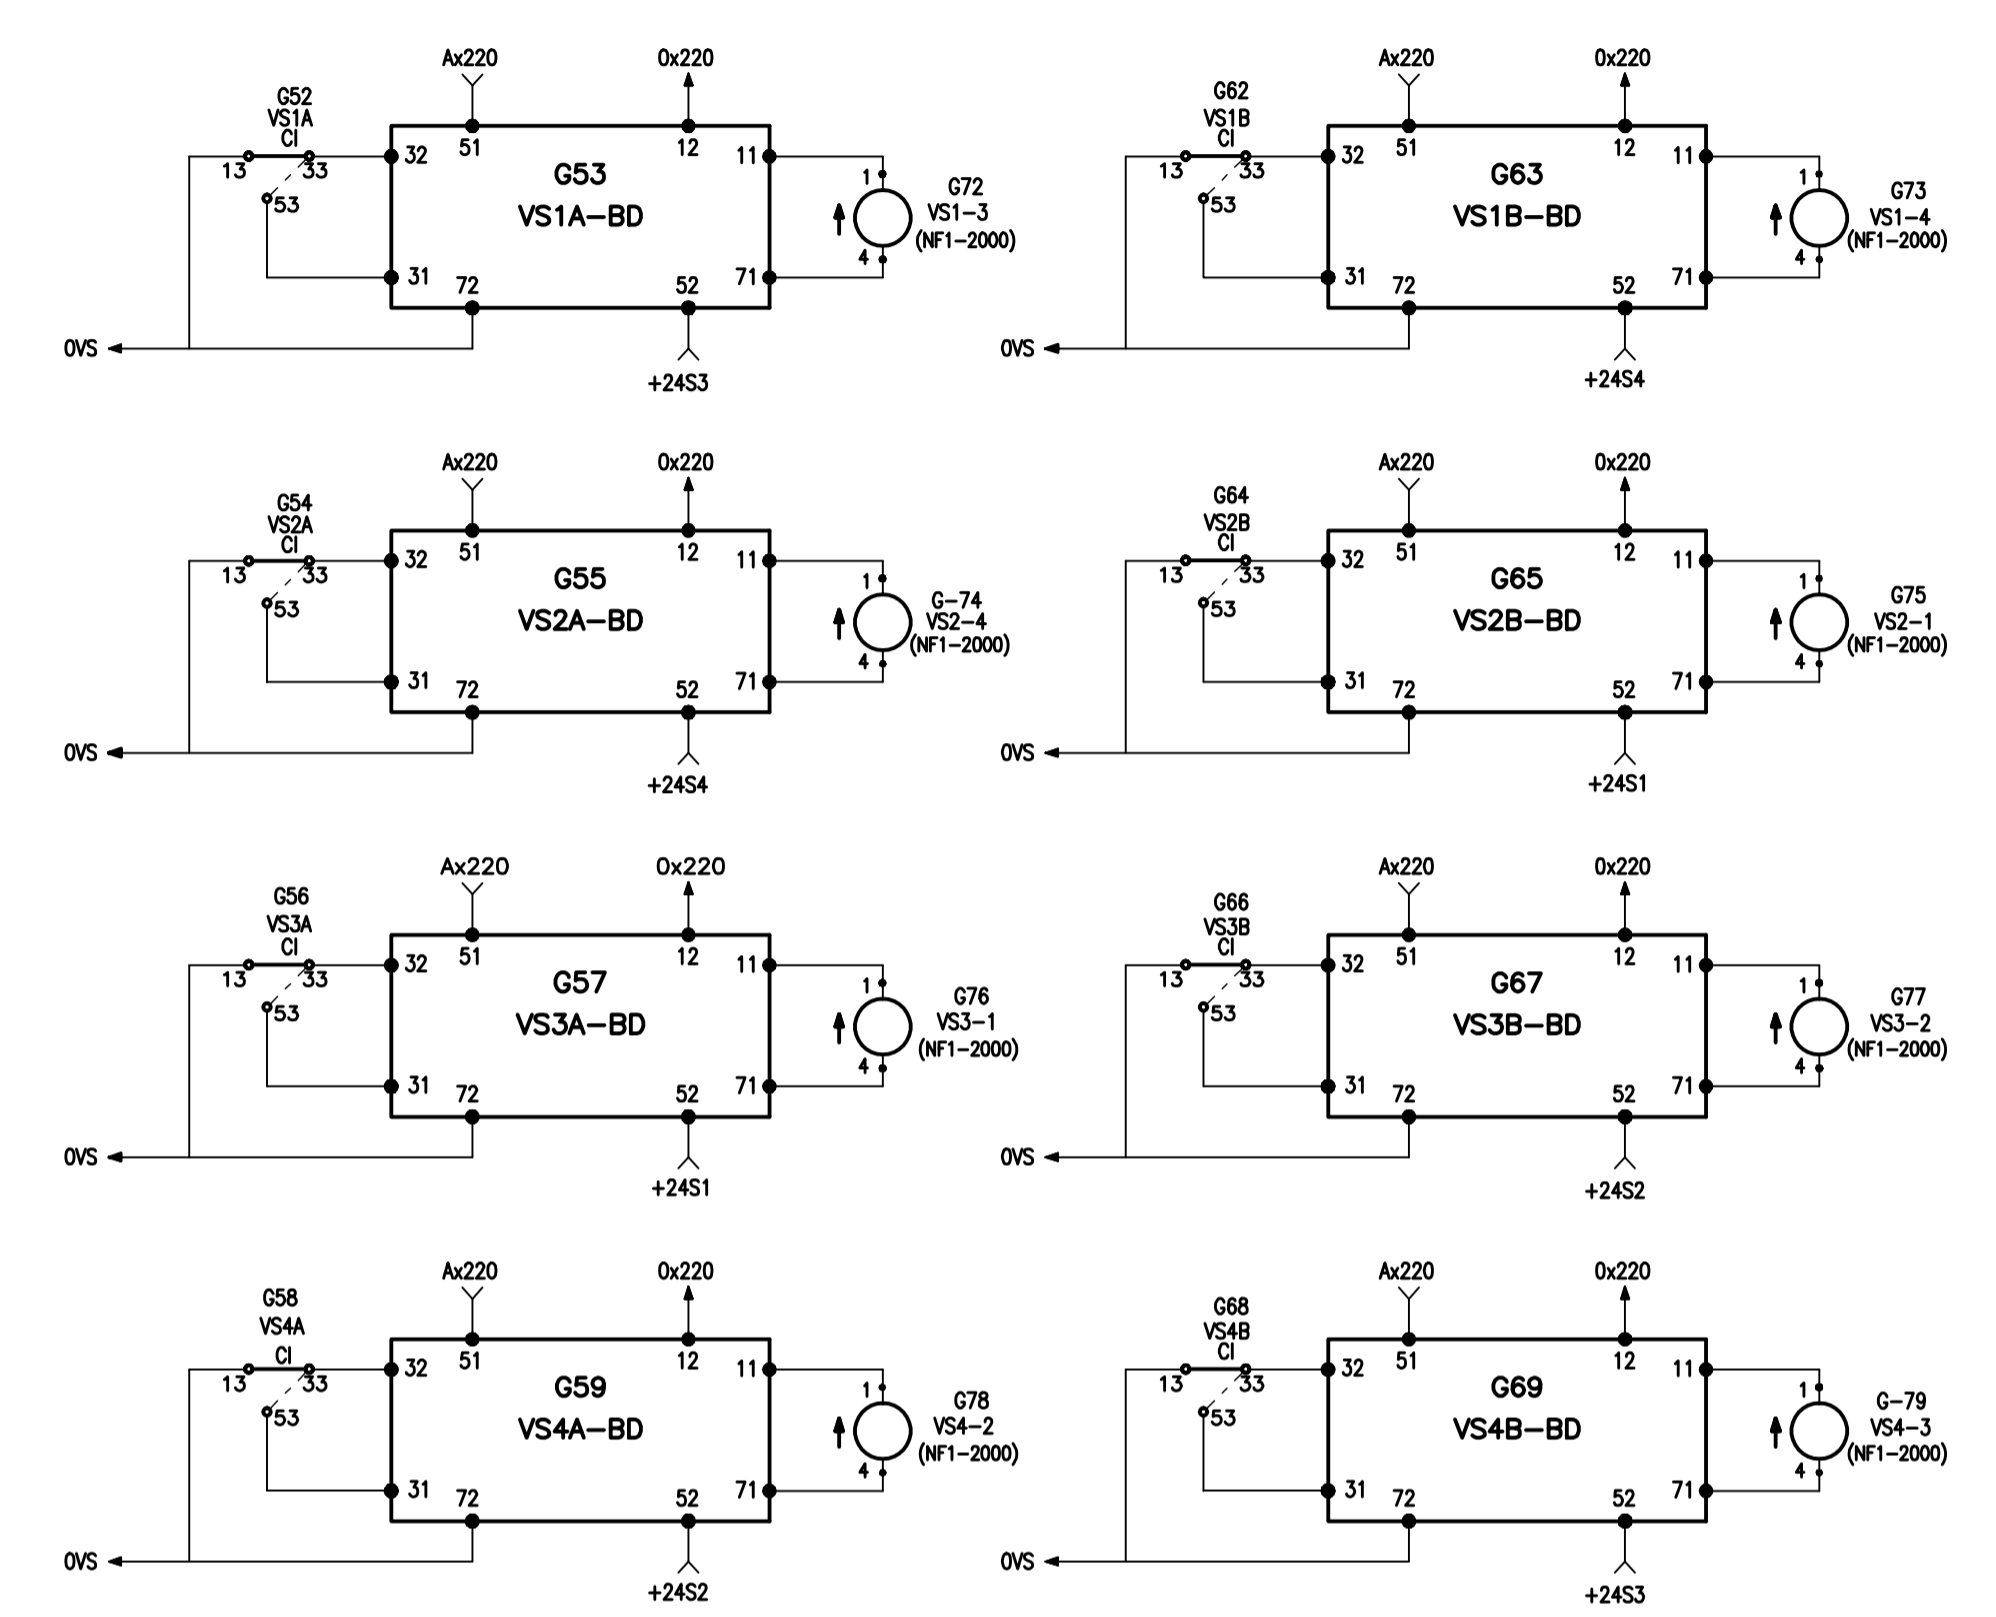 Ax220
0x220
G52
VS1A
CI
13
33
53
32
51
12
11
G53
VS1A-BD
31
72
52
71
1
4
G72
VS1-3
(NF1-2000)
0VS
+24S3
Ax220
0x220
G62
VS1B
CI
13
33
53
32
51
12
11
G63
VS1B-BD
31
72
52
71
1
4
G73
VS1-4
(NF1-2000)
0VS
+24S4
Ax220
0x220
G54
VS2A
CI
13
33
53
32
51
12
11
G55
VS2A-BD
31
72
52
71
1
4
G-74
VS2-4
(NF1-2000)
0VS
+24S4
Ax220
0x220
G64
VS2B
CI
13
33
53
32
51
12
11
G65
VS2B-BD
31
72
52
71
1
4
G75
VS2-1
(NF1-2000)
0VS
+24S1
Ax220
0x220
G56
VS3A
CI
13
33
53
32
51
12
11
G57
VS3A-BD
31
72
52
71
1
4
G76
VS3-1
(NF1-2000)
0VS
+24S1
Ax220
0x220
G66
VS3B
CI
13
33
53
32
51
12
11
G67
VS3B-BD
31
72
52
71
1
4
G77
VS3-2
(NF1-2000)
0VS
+24S2
Ax220
0x220
G58
VS4A
CI
13
33
53
32
51
12
11
G59
VS4A-BD
31
72
52
71
1
4
G78
VS4-2
(NF1-2000)
0VS
+24S2
Ax220
0x220
G68
VS4B
CI
13
33
53
32
51
12
11
G69
VS4B-BD
31
72
52
71
1
4
G-79
VS4-3
(NF1-2000)
0VS
+24S3